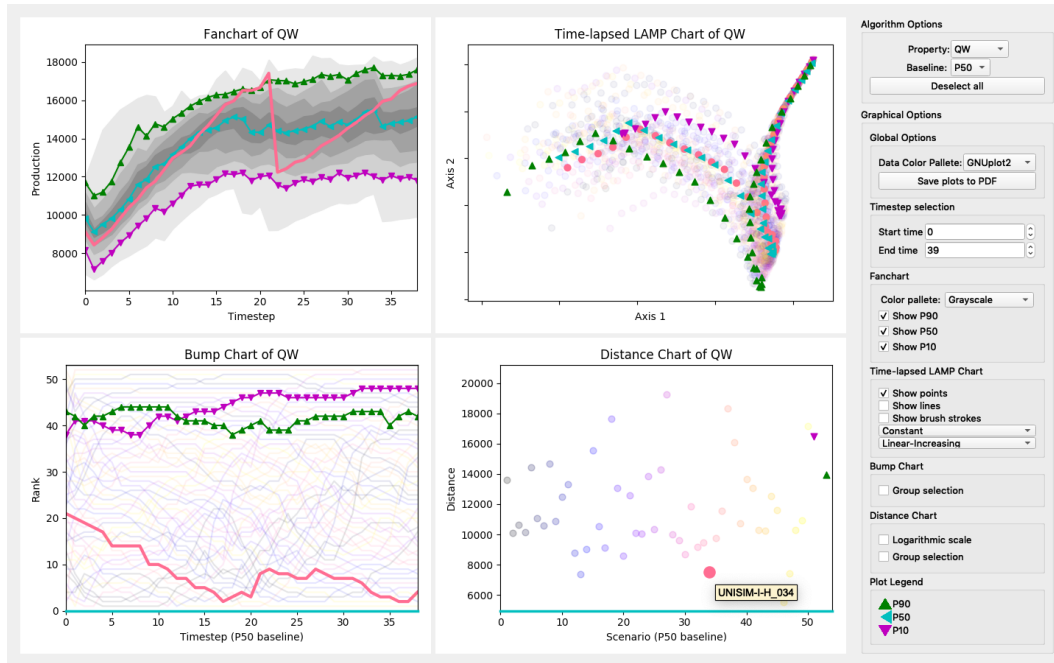 Fanchart of QW
18000
16000
14000
12000
10000
8000
Production
0 5 10 15 20 25 30 35
Timestep
Time-lapsed LAMP Chart of QW
Axis 2
Axis 1
Bump Chart of QW
50
40
30
20
10
0
Rank
0 5 10 15 20 25 30 35
Timestep (P50 baseline)
Distance Chart of QW
20000
18000
16000
14000
12000
10000
8000
6000
Distance
UNISIM-I-H_034
0 10 20 30 40 50
Scenario (P50 baseline)
Algorithm Options
Property: QW
Baseline: P50
Deselect all
Graphical Options
Global Options
Data Color Pallete: GNUplot2
Save plots to PDF
Timestep selection
Start time 0
End time 39
Fanchart
Color pallete: Grayscale
Show P90
Show P50
Show P10
Time-lapsed LAMP Chart
Show points
Show lines
Show brush strokes
Constant
Linear-Increasing
Bump Chart
Group selection
Distance Chart
Logarithmic scale
Group selection
Plot Legend
P90
P50
P10